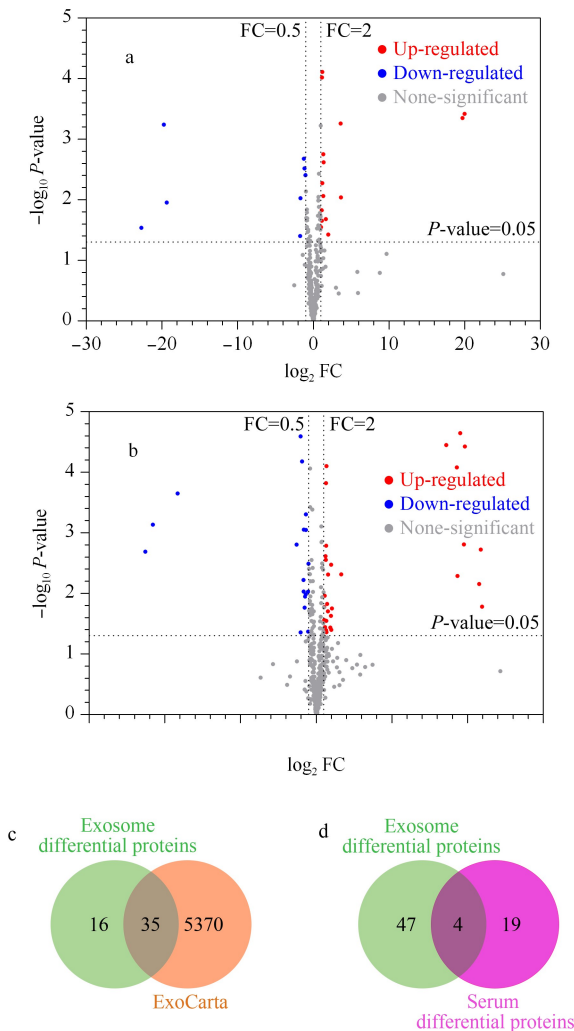 a
FC=0.5
FC=2
Up-regulated
Down-regulated
None-significant
P-value=0.05
−log10 P-value
5
4
3
2
1
0
−30
−20
−10
0
10
20
30
log2 FC
b
FC=0.5
FC=2
Up-regulated
Down-regulated
None-significant
P-value=0.05
−log10 P-value
5
4
3
2
1
0
log2 FC
c
Exosome
differential proteins
16
35
5370
ExoCarta
d
Exosome
differential proteins
47
4
19
Serum
differential proteins